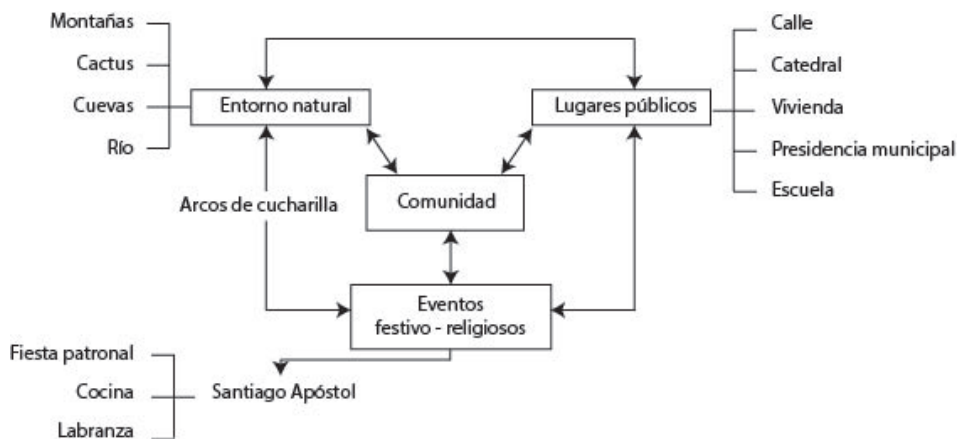 Montañas
Cactus
Cuevas
Río
Entorno natural
Lugares públicos
Calle
Catedral
Vivienda
Presidencia municipal
Escuela
Arcos de cucharilla
Comunidad
Eventos
festivo - religiosos
Fiesta patronal
Cocina
Labranza
Santiago Apóstol